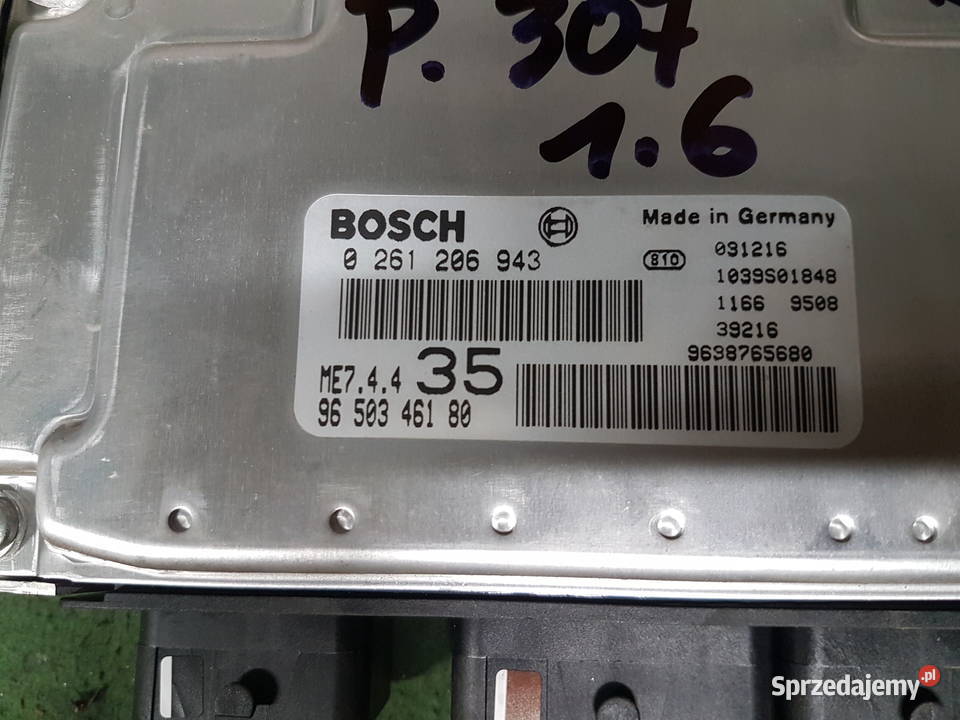 P. 307
1.6
BOSCH
Made in Germany
0 261 206 943
810
091216
1039S01848
1166 9508
39216
9638765680
ME7.4.4 35
96 503 461 80
Sprzedajemy.pl